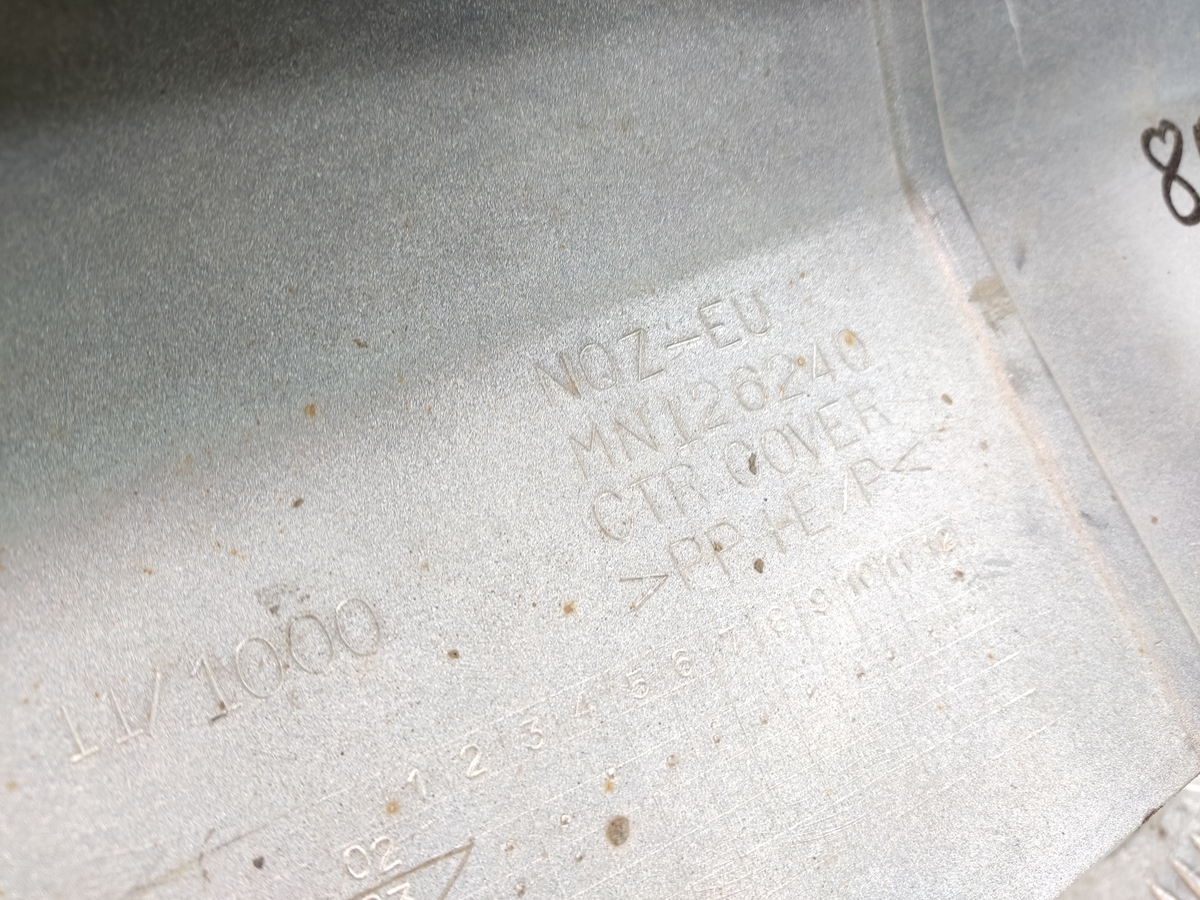 NQZ-EU
MN126240
CTR COVER
>PP+E/P<
11/1000
1 2 3 4 5 6 7 8 9 10 11 12
02
03